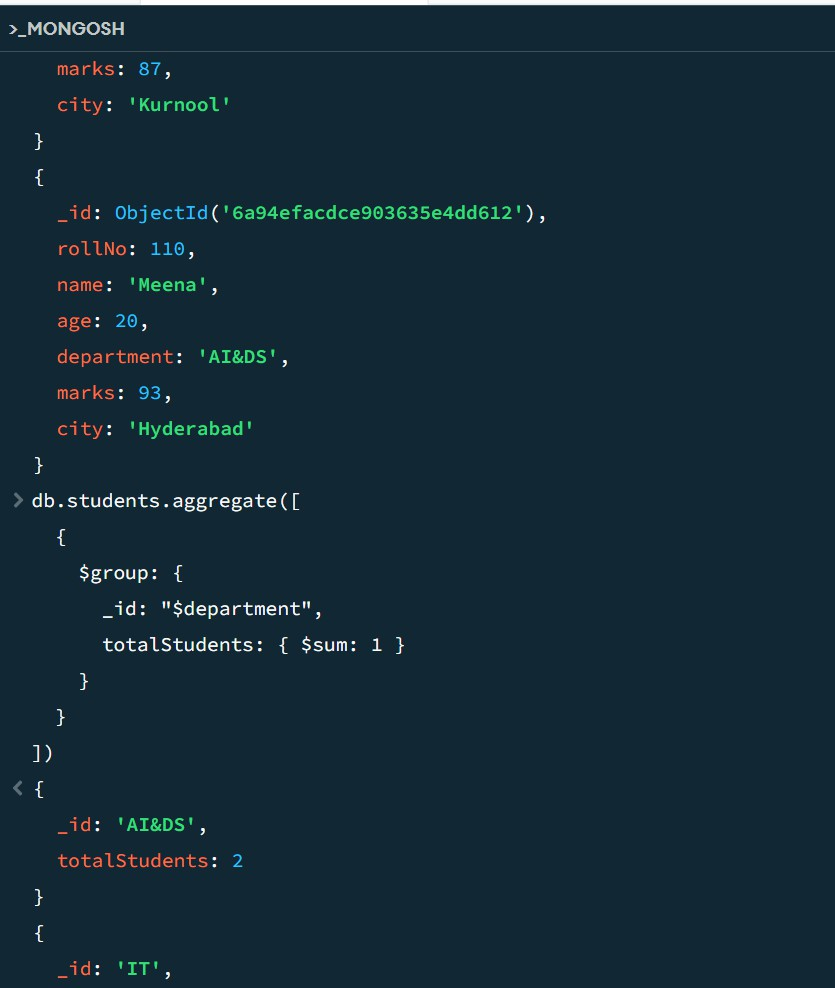 >_MONGOSH
marks: 87,
city: 'Kurnool'
}
{
_id: ObjectId('6a94efacdce903635e4dd612'),
rollNo: 110,
name: 'Meena',
age: 20,
department: 'AI&DS',
marks: 93,
city: 'Hyderabad'
}
> db.students.aggregate([
{
$group: {
_id: "$department",
totalStudents: { $sum: 1 }
}
}
])
< {
_id: 'AI&DS',
totalStudents: 2
}
{
_id: 'IT',